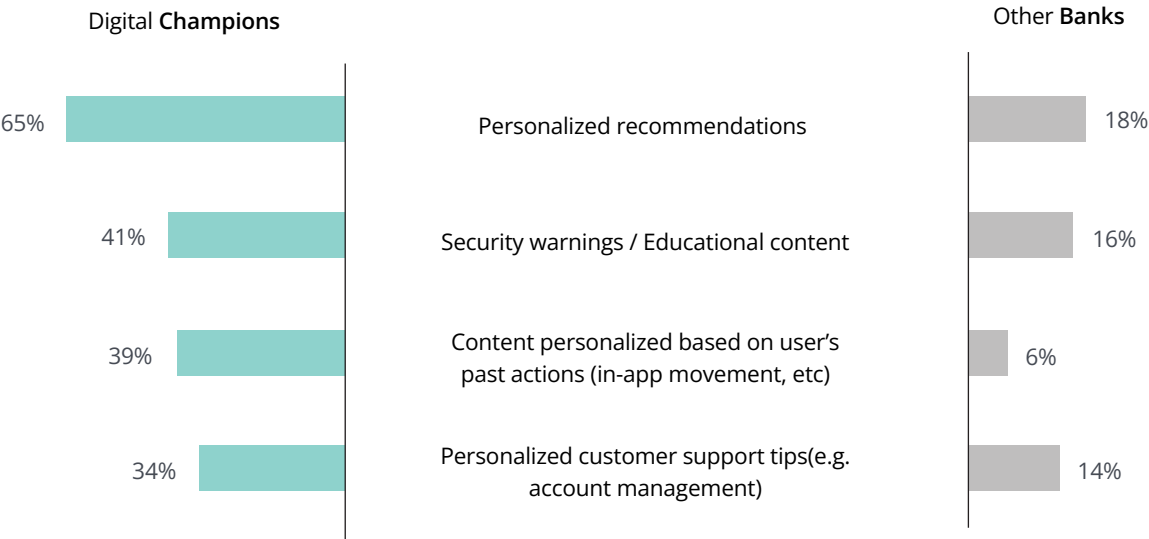 Digital Champions
Other Banks
65%
Personalized recommendations
18%
41%
Security warnings / Educational content
16%
39%
Content personalized based on user’s
past actions (in-app movement, etc)
6%
34%
Personalized customer support tips(e.g.
account management)
14%